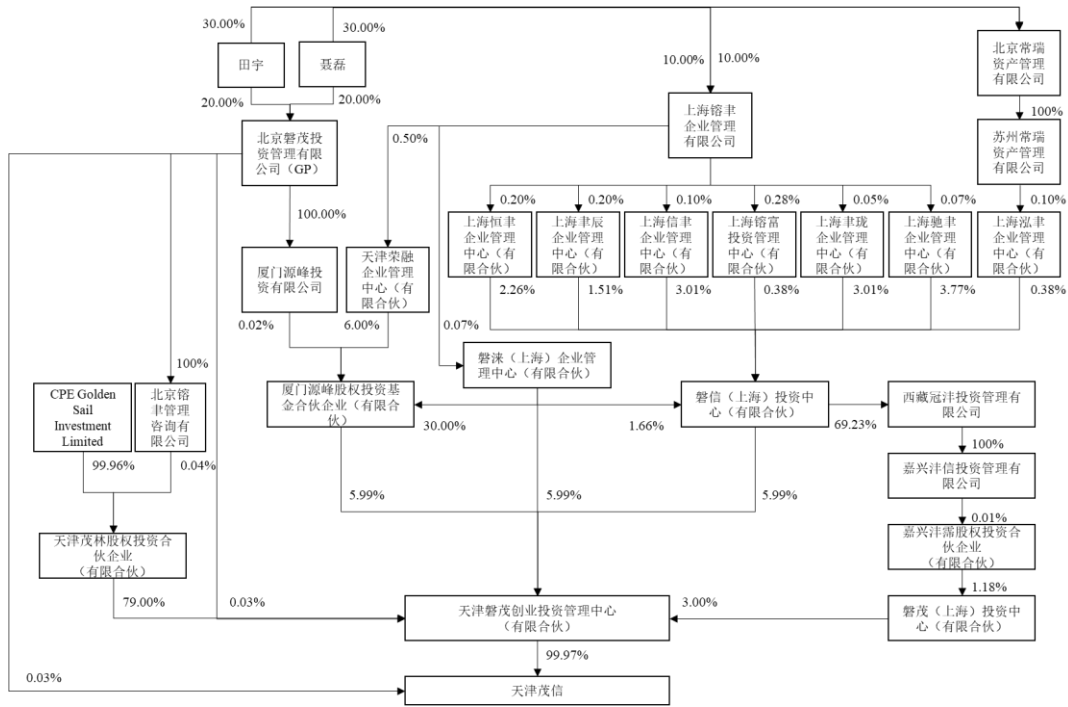 30.00%
30.00%
田宇
聂磊
10.00%
10.00%
北京常瑞
资产管理
有限公司
20.00%
20.00%
100%
北京磐茂投
资管理有限
公司（GP）
0.50%
上海镕聿
企业管理
有限公司
苏州常瑞
资产管理
有限公司
100.00%
0.20%
0.20%
0.10%
0.28%
0.05%
0.07%
0.10%
厦门源峰投
资有限公司
天津荣融
企业管理
中心（有
限合伙）
上海恒聿
企业管理
中心（有
限合伙）
上海聿辰
企业管理
中心（有
限合伙）
上海信聿
企业管理
中心（有
限合伙）
上海镕富
投资管理
中心（有
限合伙）
上海聿珑
企业管理
中心（有
限合伙）
上海驰聿
企业管理
中心（有
限合伙）
上海泓聿
企业管理
中心（有
限合伙）
2.26%
1.51%
3.01%
0.38%
3.01%
3.77%
0.38%
0.02%
6.00%
0.07%
100%
磐涞（上海）企业管
理中心（有限合伙）
CPE Golden
Sail
Investment
Limited
北京镕
聿管理
咨询有
限公司
厦门源峰股权投资基
金合伙企业（有限合
伙）
磐信（上海）投资中
心（有限合伙）
西藏冠沣投资管理有
限公司
30.00%
1.66%
69.23%
100%
99.96%
0.04%
嘉兴沣信投资管理有
限公司
5.99%
5.99%
5.99%
0.01%
天津茂林股权投资合
伙企业
（有限合伙）
嘉兴沣霈股权投资合
伙企业
（有限合伙）
1.18%
79.00%
0.03%
天津磐茂创业投资管理中心
（有限合伙）
3.00%
磐茂（上海）投资中
心（有限合伙）
99.97%
0.03%
天津茂信